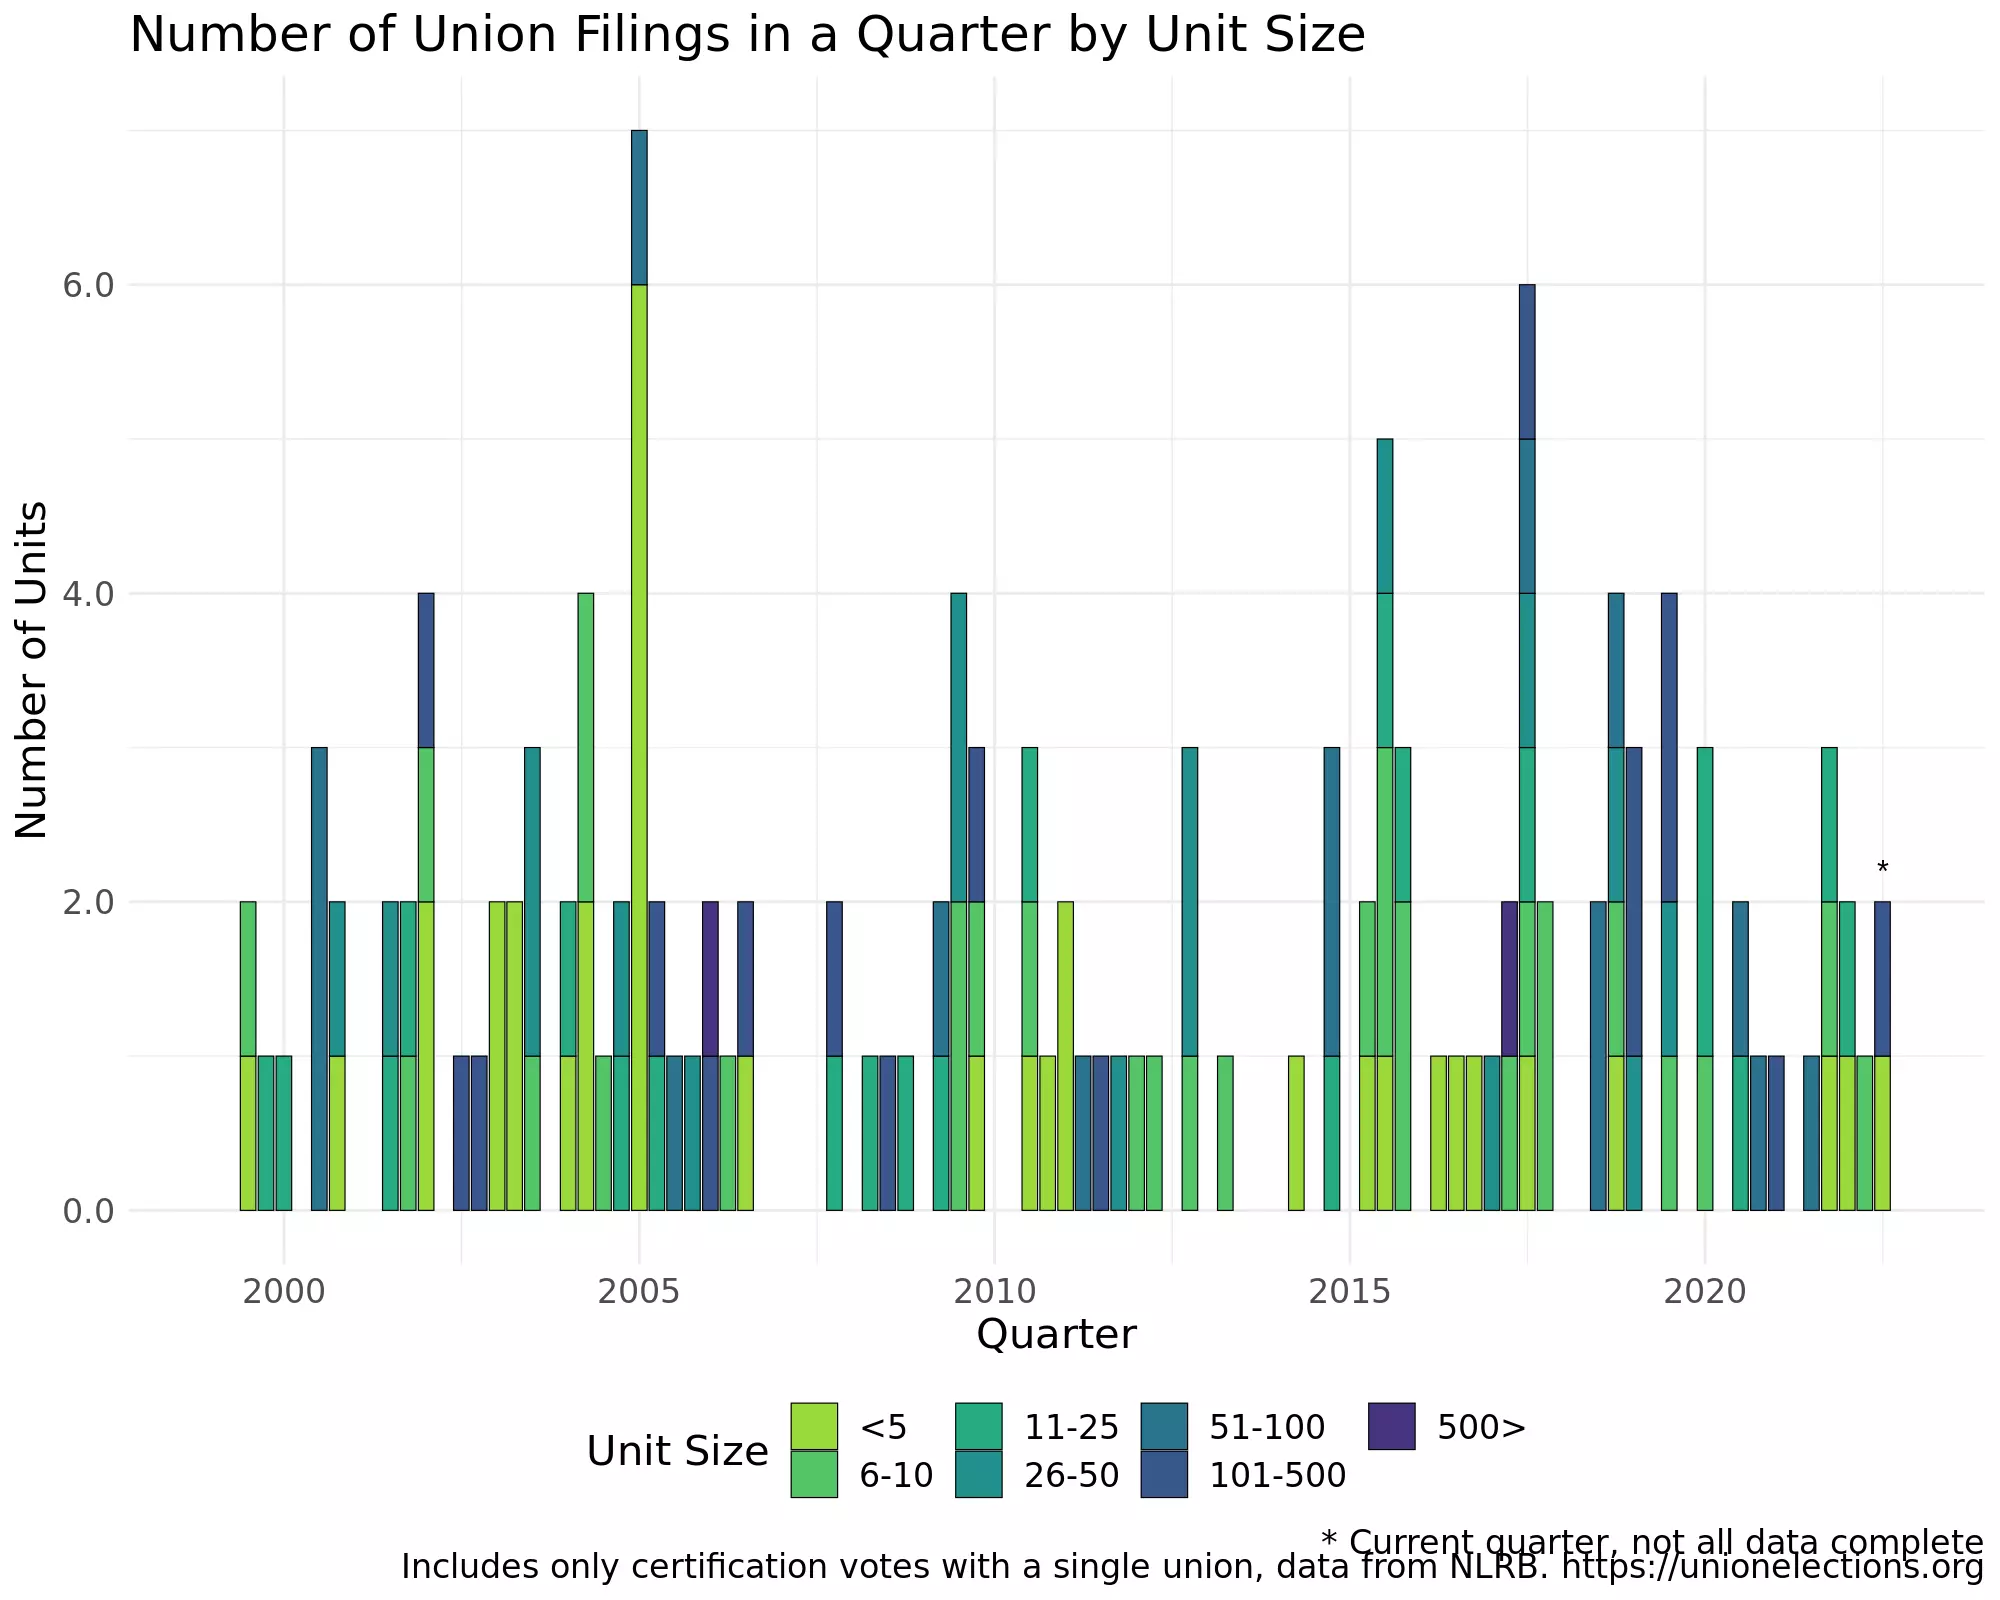 Number of Union Filings in a Quarter by Unit Size
Number of Units
6.0
4.0
2.0
0.0
*
2000 2005 2010 2015 2020
Quarter
Unit Size
<5 11-25 51-100 500>
6-10 26-50 101-500
* Current quarter, not all data complete
Includes only certification votes with a single union, data from NLRB. https://unionelections.org